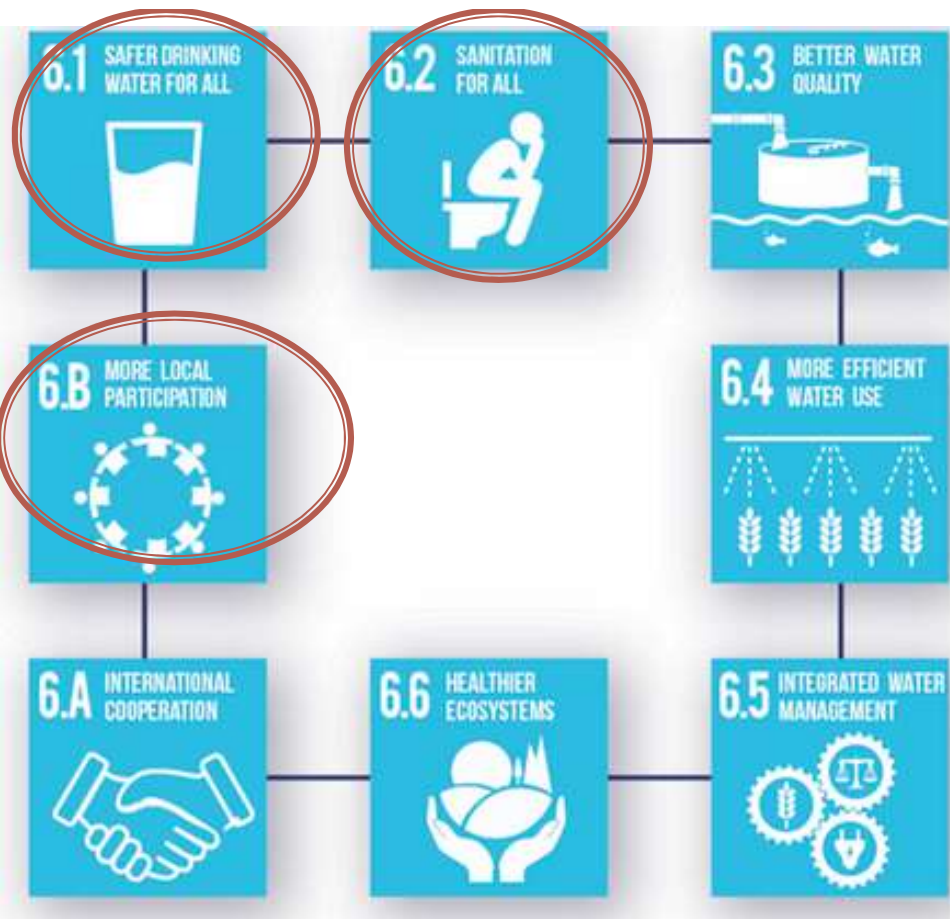 6.1 SAFER DRINKING
WATER FOR ALL
6.2 SANITATION
FOR ALL
6.3 BETTER WATER
QUALITY
6.B MORE LOCAL
PARTICIPATION
6.4 MORE EFFICIENT
WATER USE
6.A INTERNATIONAL
COOPERATION
6.6 HEALTHIER
ECOSYSTEMS
6.5 INTEGRATED WATER
MANAGEMENT